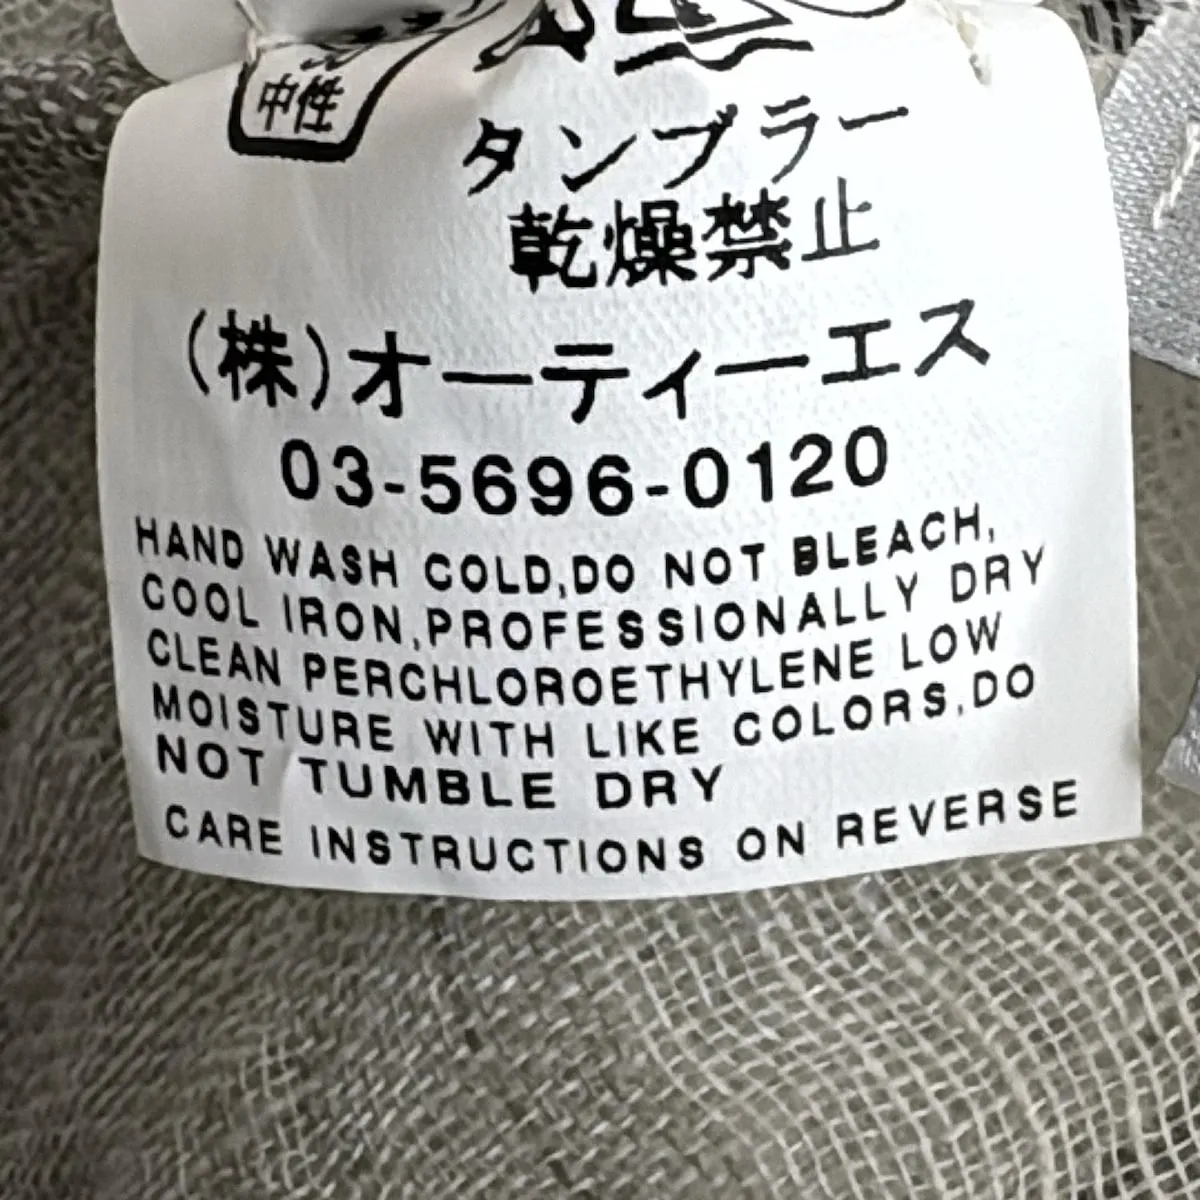 中性
タンブラー
乾燥禁止
(株)オーティーエス
03-5696-0120
HAND WASH COLD,DO NOT BLEACH,
COOL IRON,PROFESSIONALLY DRY
CLEAN PERCHLOROETHYLENE LOW
MOISTURE WITH LIKE COLORS,DO
NOT TUMBLE DRY
CARE INSTRUCTIONS ON REVERSE